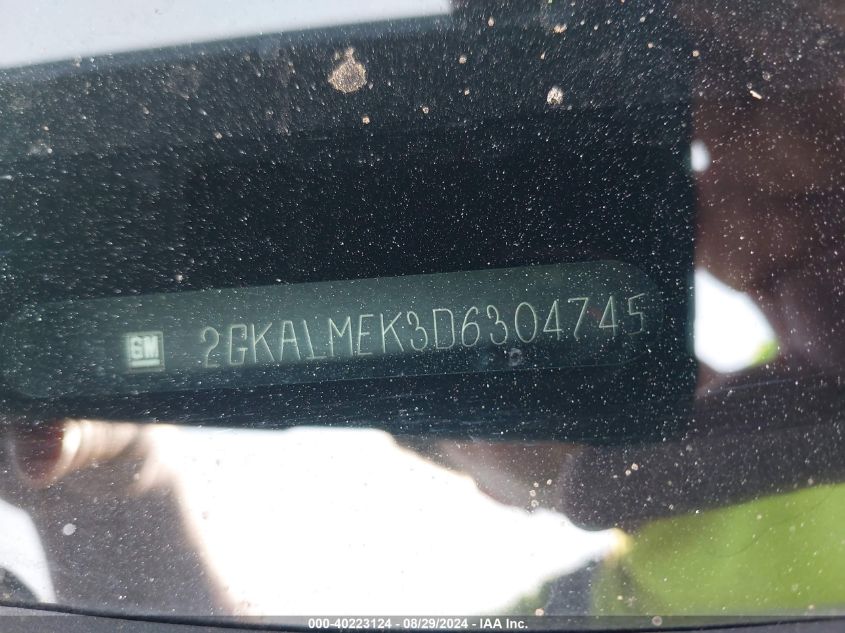 GM 2GKALMEK3D6304745
000-40223124 | 08/29/2024 | IAA Inc.